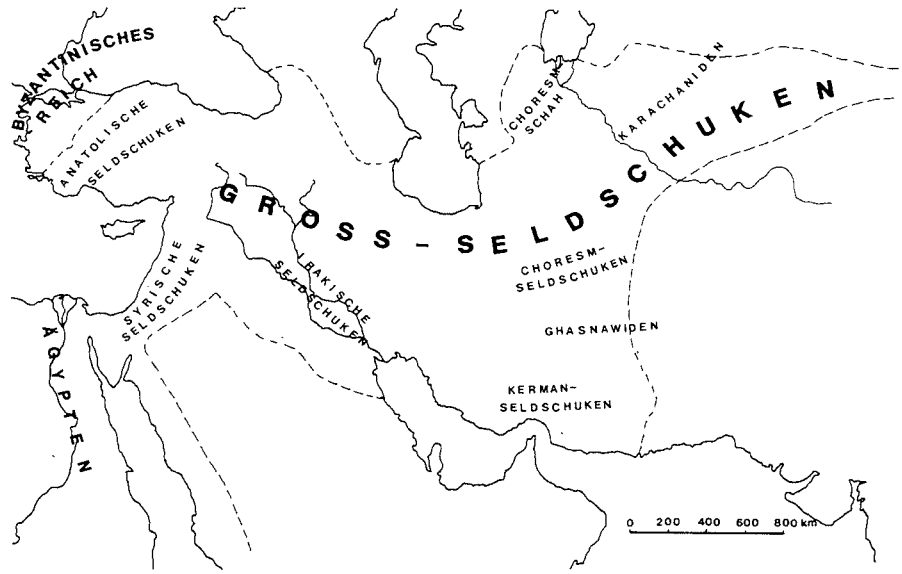 BYZANTINISCHES
REICH
ANATOLISCHE
SELDSCHUKEN
CHORESM-
SCHAH
KARACHANIDEN
GROSS-SELDSCHUKEN
SYRISCHE
SELDSCHUKEN
IRAKISCHE
SELDSCHUKEN
CHORESM-
SELDSCHUKEN
GHASNAWIDEN
KERMAN-
SELDSCHUKEN
ÄGYPTEN
0 200 400 600 800 km